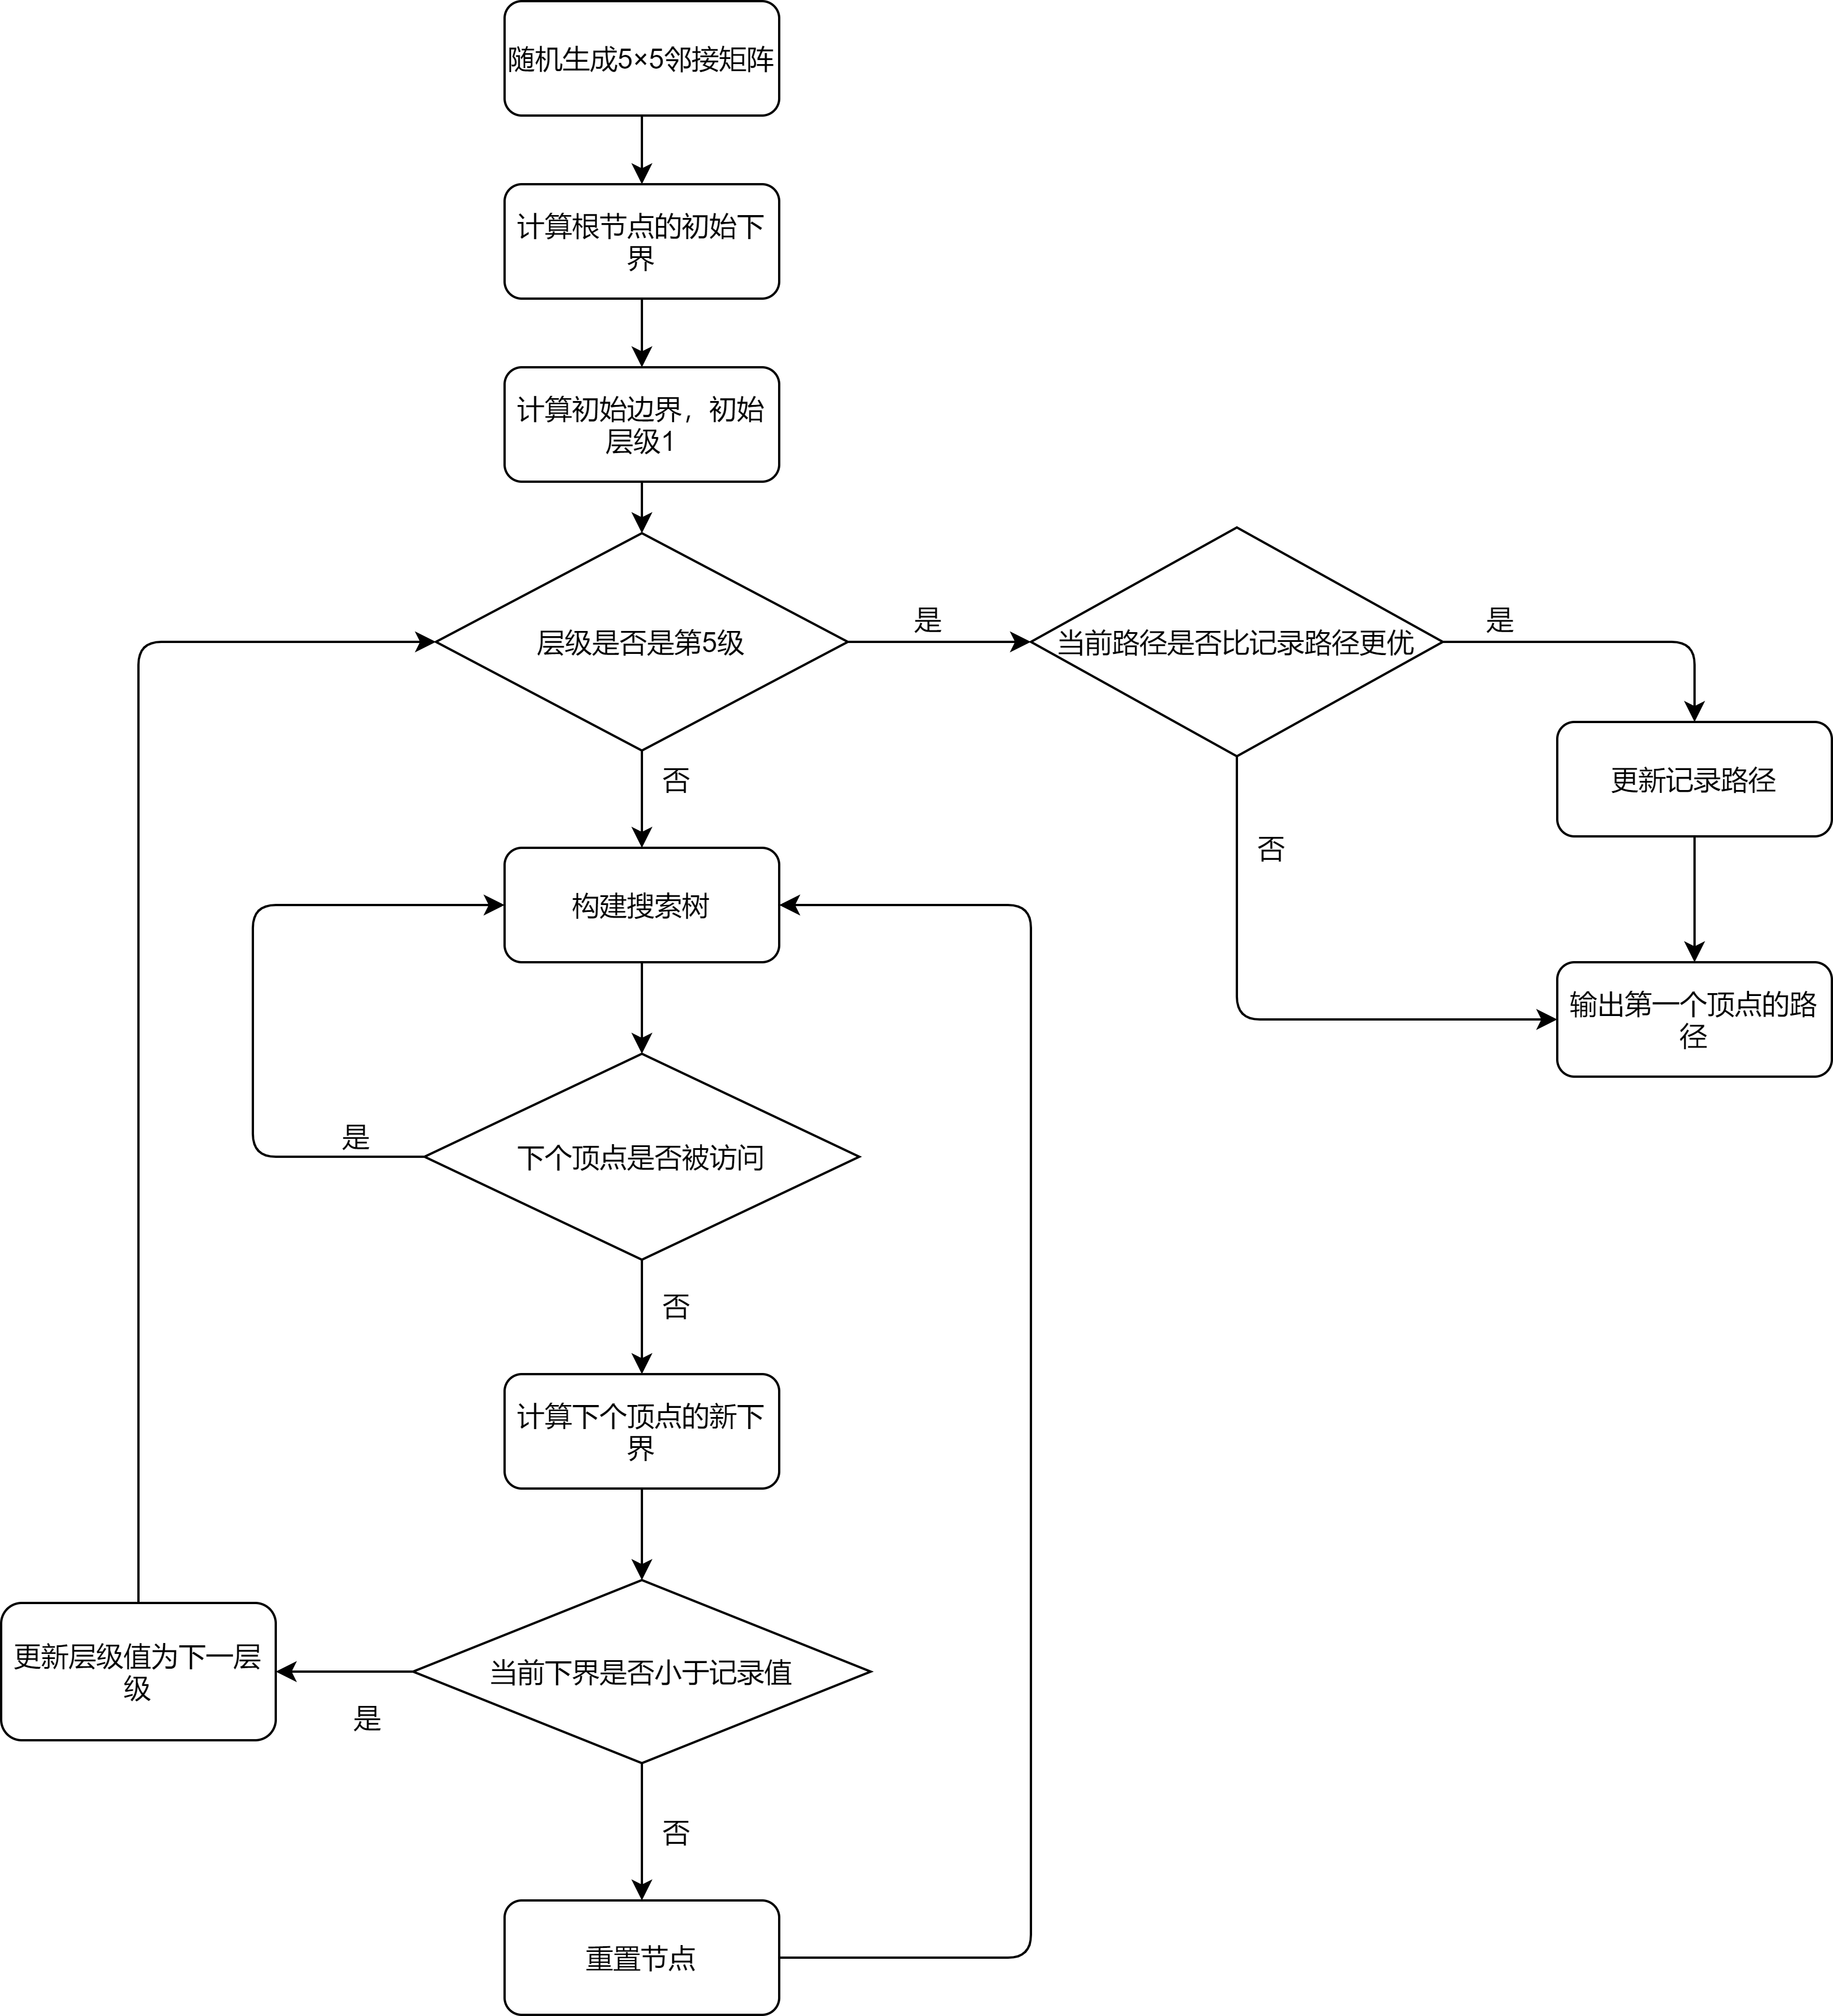 随机生成5×5邻接矩阵
计算根节点的初始下
界
计算初始边界，初始
层级1
层级是否是第5级
是
当前路径是否比记录路径更优
是
否
更新记录路径
否
构建搜索树
输出第一个顶点的路
径
是
下个顶点是否被访问
否
计算下个顶点的新下
界
更新层级值为下一层
级
当前下界是否小于记录值
是
否
重置节点